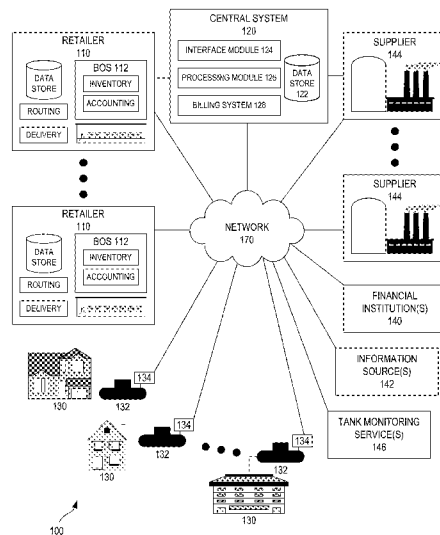 RETAILER
110
DATA
STORE
BOS 112
INVENTORY
ACCOUNTING
ROUTING
DELIVERY
CENTRAL SYSTEM
120
INTERFACE MODULE 124
PROCESSING MODULE 126
BILLING SYSTEM 128
DATA
STORE
122
SUPPLIER
144
RETAILER
110
DATA
STORE
BOS 112
INVENTORY
ACCOUNTING
ROUTING
DELIVERY
NETWORK
170
SUPPLIER
144
FINANCIAL
INSTITUTION(S)
140
INFORMATION
SOURCE(S)
142
TANK MONITORING
SERVICE(S)
146
134
130
132
134
132
130
134
132
130
100